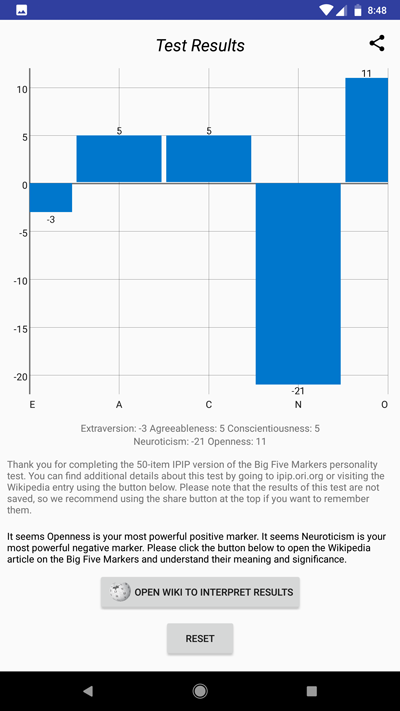 8:48
Test Results
11
10
5
5
5
0
-3
-5
-10
-15
-20
-21
E A C N O
Extraversion: -3 Agreeableness: 5 Conscientiousness: 5
Neuroticism: -21 Openness: 11
Thank you for completing the 50-item IPIP version of the Big Five Markers personality
test. You can find additional details about this test by going to ipip.ori.org or visiting the
Wikipedia entry using the button below. Please note that the results of this test are not
saved, so we recommend using the share button at the top if you want to remember
them.
It seems Openness is your most powerful positive marker. It seems Neuroticism is your
most powerful negative marker. Please click the button below to open the Wikipedia
article on the Big Five Markers and understand their meaning and significance.
OPEN WIKI TO INTERPRET RESULTS
RESET